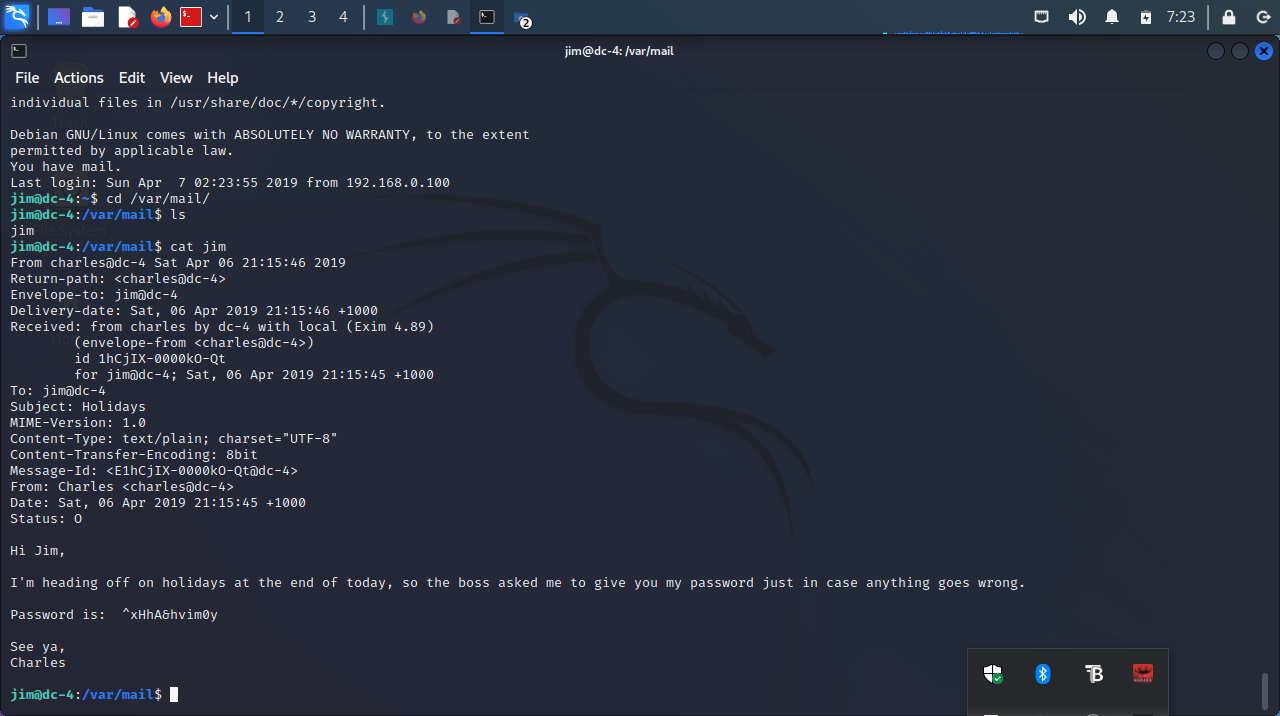 1 2 3 4 2 7:23
jim@dc-4: /var/mail
File Actions Edit View Help
individual files in /usr/share/doc/*/copyright.
Trash
Debian GNU/Linux comes with ABSOLUTELY NO WARRANTY, to the extent
permitted by applicable law.
You have mail.
Last login: Sun Apr  7 02:23:55 2019 from 192.168.0.100
jim@dc-4:~$ cd /var/mail/
jim@dc-4:/var/mail$ ls
jim
File System
jim@dc-4:/var/mail$ cat jim
From charles@dc-4 Sat Apr 06 21:15:46 2019
Return-path: <charles@dc-4>
Envelope-to: jim@dc-4
Delivery-date: Sat, 06 Apr 2019 21:15:46 +1000
Received: from charles by dc-4 with local (Exim 4.89)
        (envelope-from <charles@dc-4>)
        id 1hCjIX-0000kO-Qt
        for jim@dc-4; Sat, 06 Apr 2019 21:15:45 +1000
To: jim@dc-4
Subject: Holidays
MIME-Version: 1.0
Content-Type: text/plain; charset="UTF-8"
Content-Transfer-Encoding: 8bit
Message-Id: <E1hCjIX-0000kO-Qt@dc-4>
From: Charles <charles@dc-4>
Date: Sat, 06 Apr 2019 21:15:45 +1000
Status: O

Hi Jim,

I'm heading off on holidays at the end of today, so the boss asked me to give you my password just in case anything goes wrong.

Password is:  ^xHhA&hvim0y

See ya,
Charles

jim@dc-4:/var/mail$